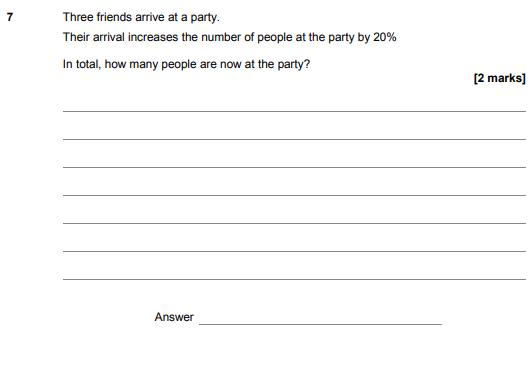 7 Three friends arrive at a party.
Their arrival increases the number of people at the party by 20%
In total, how many people are now at the party?
[2 marks]
Answer